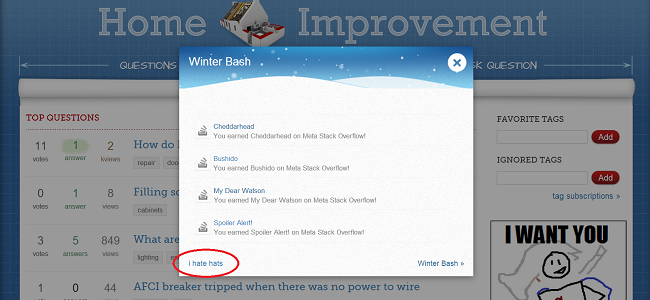 Home Improvement
QUESTIONS
SK QUESTION
Winter Bash
Cheddarhead
You earned Cheddarhead on Meta Stack Overflow!
Bushido
You earned Bushido on Meta Stack Overflow!
My Dear Watson
You earned My Dear Watson on Meta Stack Overflow!
Spoiler Alert!
You earned Spoiler Alert! on Meta Stack Overflow!
i hate hats
Winter Bash »
TOP QUESTIONS
11 1 2 How do
votes answer kviews repair
0 1 8 Filling
votes answer views cabinets
3 5 849 What are
votes answers views lighting
1 0 44 AFCI breaker tripped when there was no power to wire
FAVORITE TAGS
Add
IGNORED TAGS
Add
tag subscriptions »
I WANT YOU